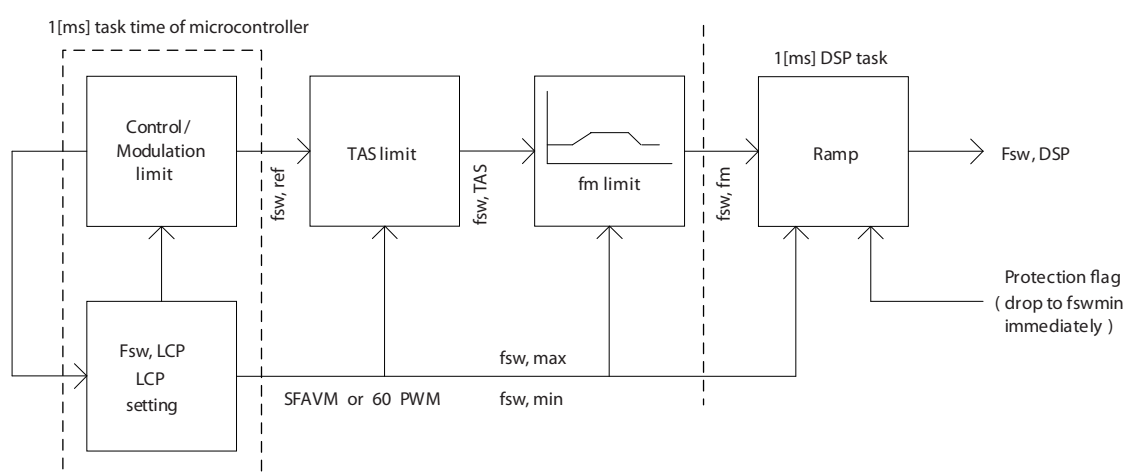 1[ms] task time of microcontroller
1[ms] DSP task
Control/
Modulation
limit
fsw, ref
TAS limit
fsw, TAS
fm limit
fsw, fm
Ramp
Fsw, DSP
Protection flag
( drop to fswmin
immediately )
Fsw, LCP
LCP
setting
fsw, max
SFAVM or 60 PWM
fsw, min